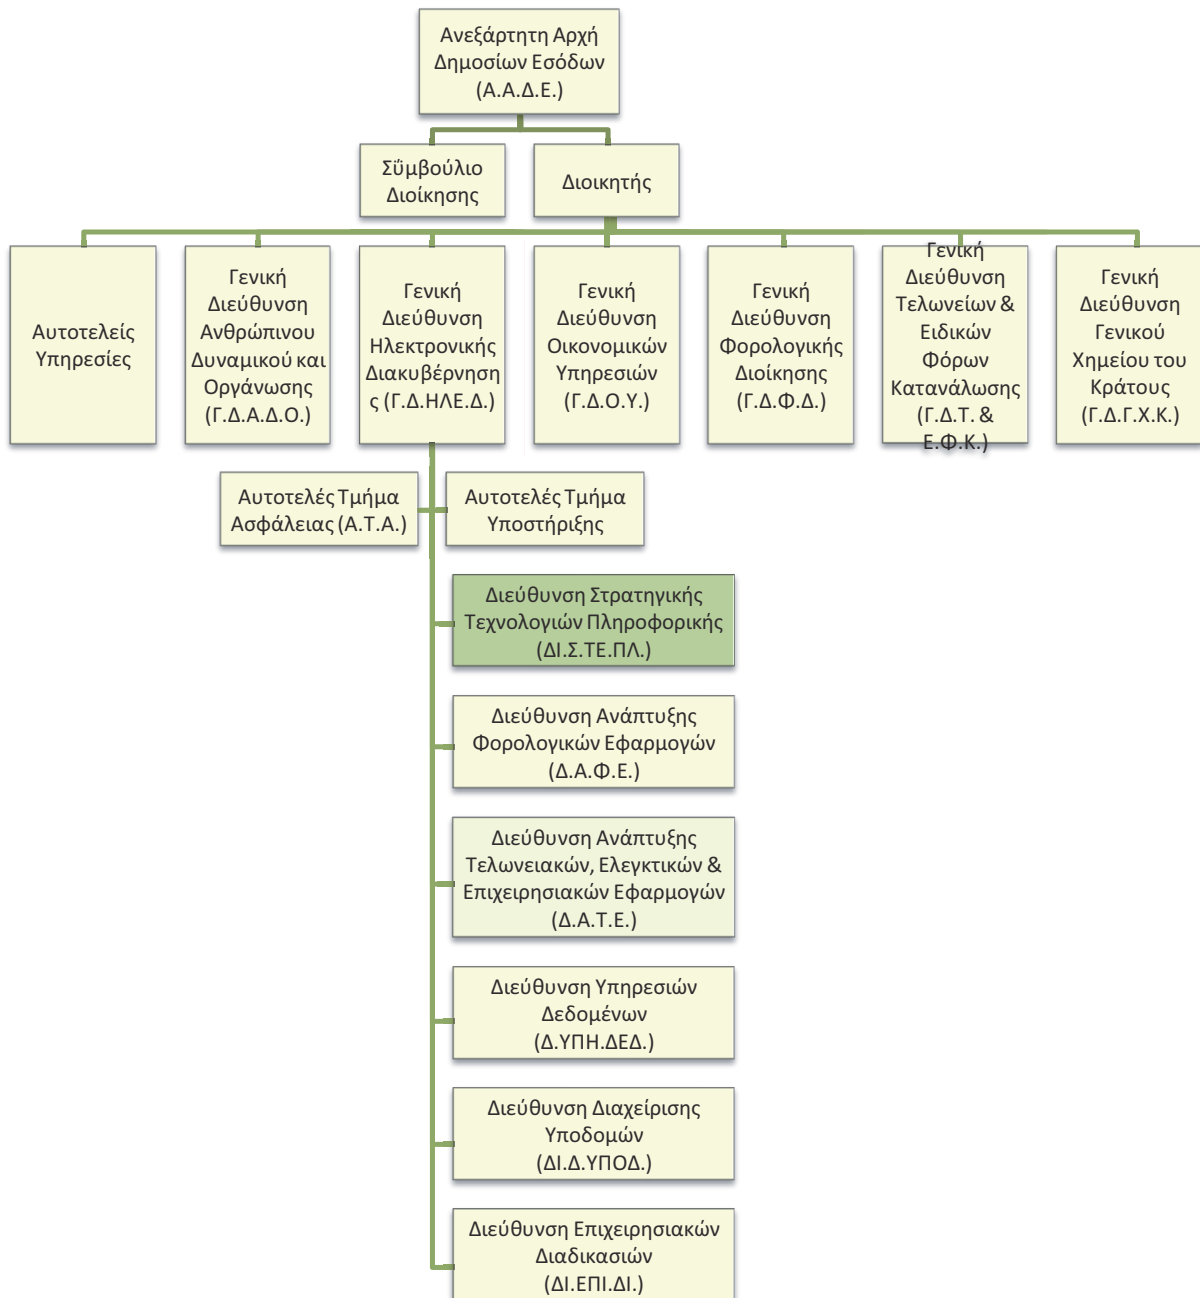 Ανεξάρτητη Αρχή
Δημοσίων Εσόδων
(Α.Α.Δ.Ε.)
Σΰμβούλιο
Διοίκησης
Διοικητής
Αυτοτελείς
Υπηρεσίες
Γενική
Διεύθυνση
Ανθρώπινου
Δυναμικού και
Οργάνωσης
(Γ.Δ.Α.Δ.Ο.)
Γενική
Διεύθυνση
Ηλεκτρονικής
Διακυβέρνηση
ς (Γ.Δ.ΗΛΕ.Δ.)
Γενική
Διεύθυνση
Οικονομικών
Υπηρεσιών
(Γ.Δ.Ο.Υ.)
Γενική
Διεύθυνση
Φορολογικής
Διοίκησης
(Γ.Δ.Φ.Δ.)
Γενική
Διεύθυνση
Τελωνείων &
Ειδικών
Φόρων
Κατανάλωσης
(Γ.Δ.Τ. &
Ε.Φ.Κ.)
Γενική
Διεύθυνση
Γενικού
Χημείου του
Κράτους
(Γ.Δ.Γ.Χ.Κ.)
Αυτοτελές Τμήμα
Ασφάλειας (Α.Τ.Α.)
Αυτοτελές Τμήμα
Υποστήριξης
Διεύθυνση Στρατηγικής
Τεχνολογιών Πληροφορικής
(ΔΙ.Σ.ΤΕ.ΠΛ.)
Διεύθυνση Ανάπτυξης
Φορολογικών Εφαρμογών
(Δ.Α.Φ.Ε.)
Διεύθυνση Ανάπτυξης
Τελωνειακών, Ελεγκτικών &
Επιχειρησιακών Εφαρμογών
(Δ.Α.Τ.Ε.)
Διεύθυνση Υπηρεσιών
Δεδομένων
(Δ.ΥΠΗ.ΔΕΔ.)
Διεύθυνση Διαχείρισης
Υποδομών
(ΔΙ.Δ.ΥΠΟΔ.)
Διεύθυνση Επιχειρησιακών
Διαδικασιών
(ΔΙ.ΕΠΙ.ΔΙ.)